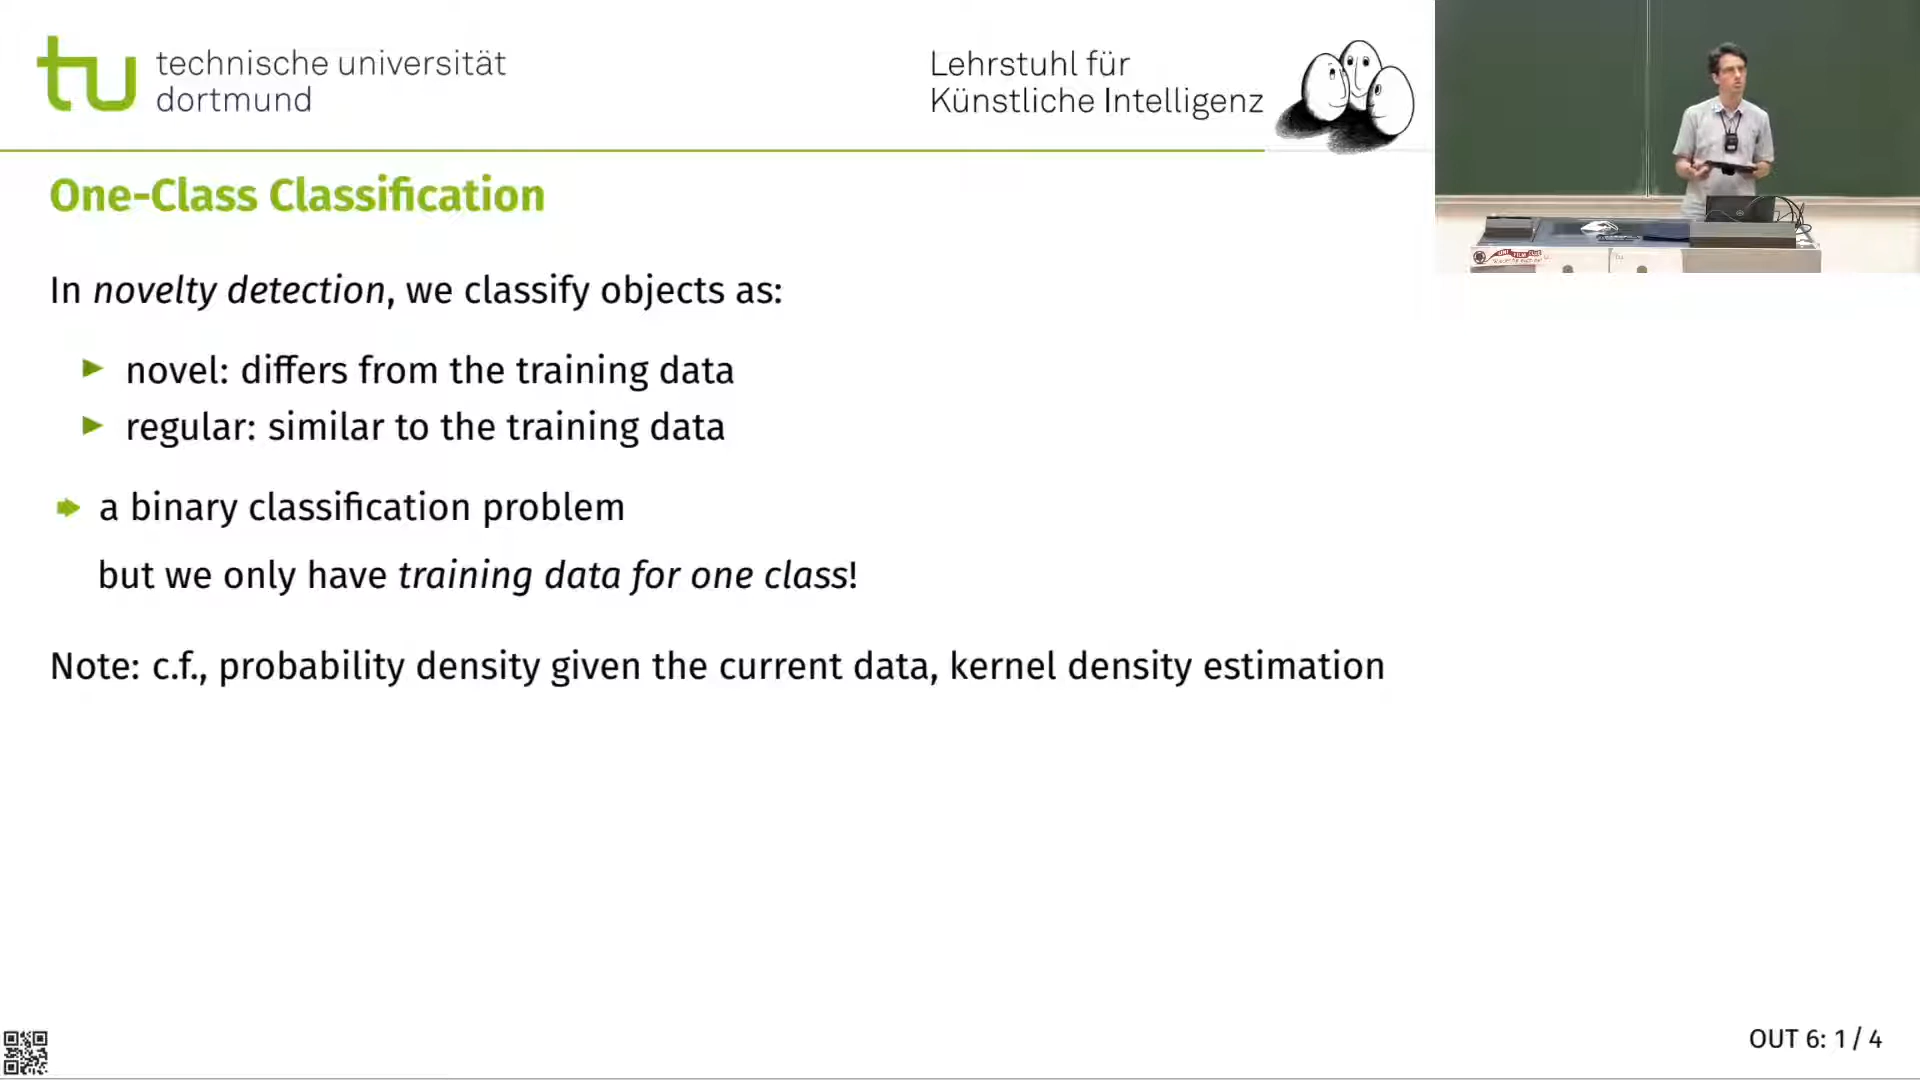 technische universität
dortmund
Lehrstuhl für
Künstliche Intelligenz
One-Class Classification
In novelty detection, we classify objects as:
novel: differs from the training data
regular: similar to the training data
a binary classification problem
but we only have training data for one class!
Note: c.f., probability density given the current data, kernel density estimation
OUT 6: 1 / 4